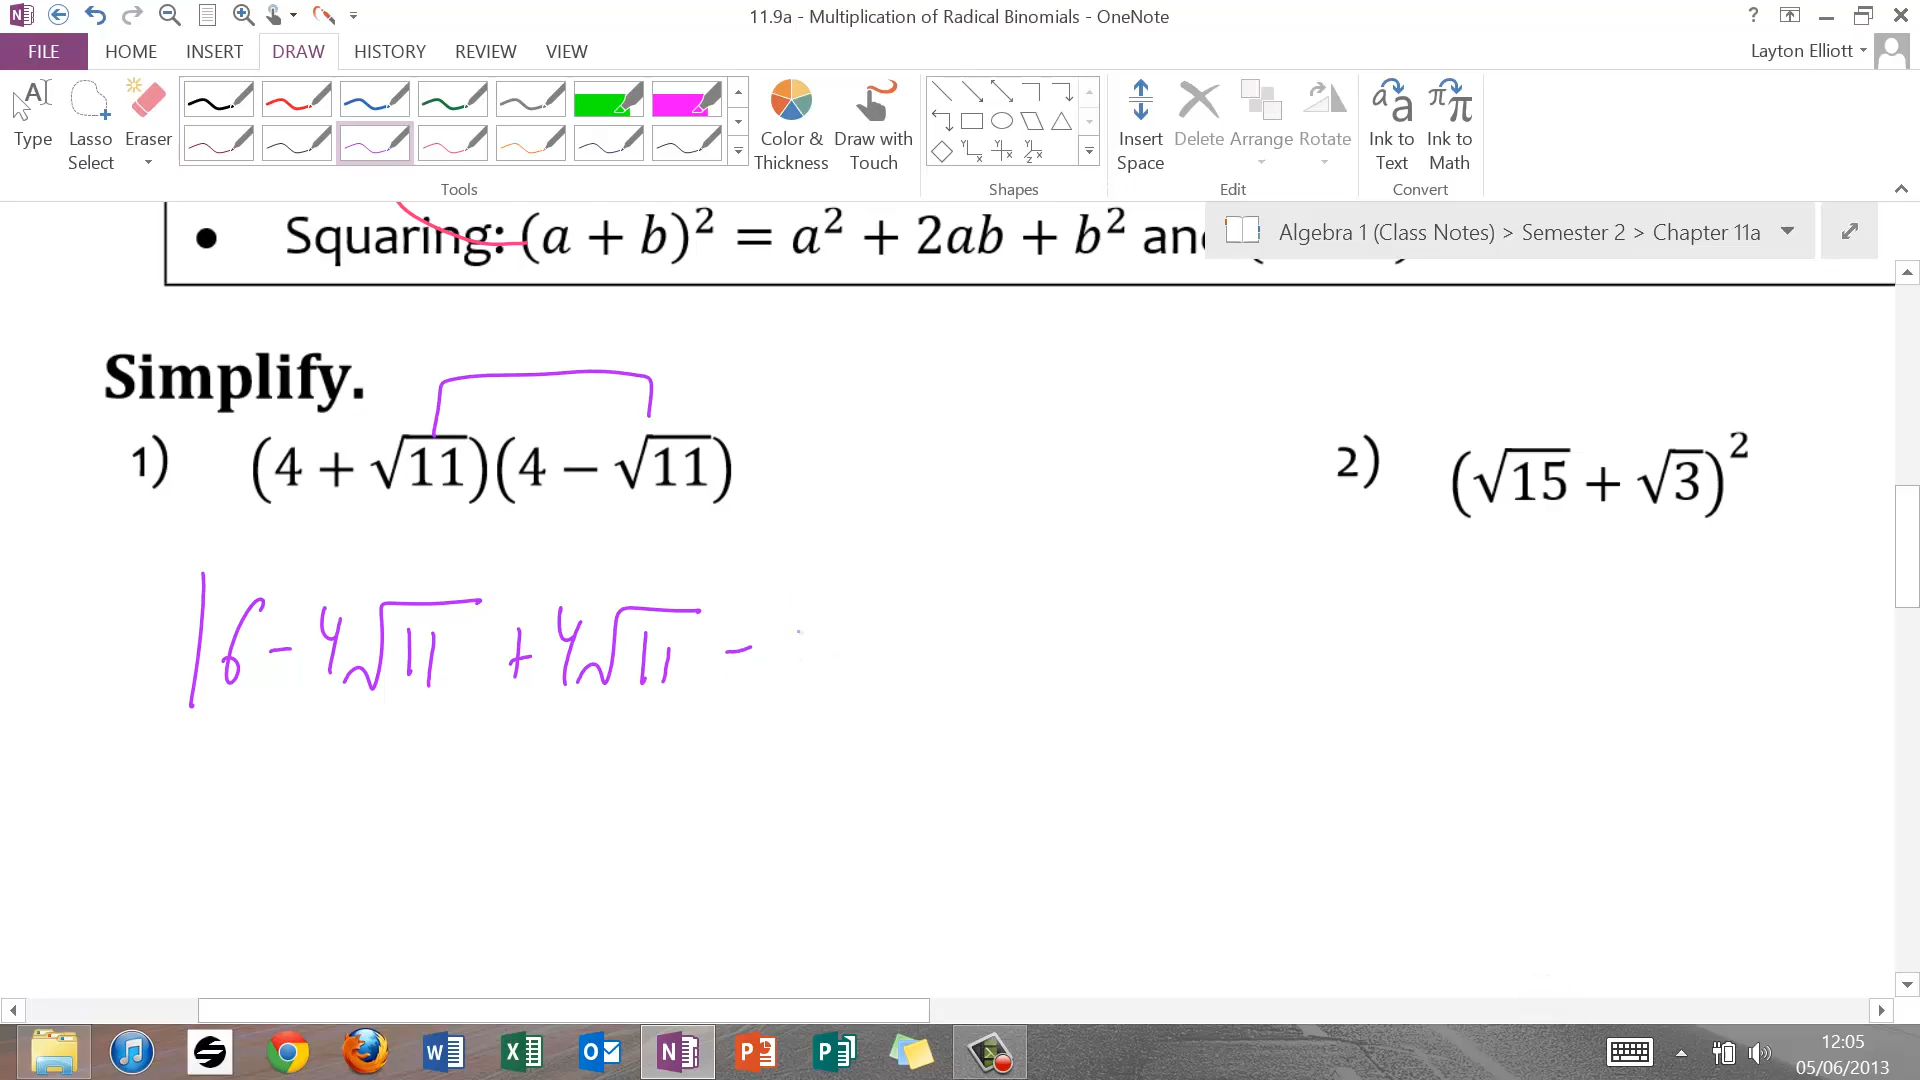 11.9a - Multiplication of Radical Binomials - OneNote
FILE HOME INSERT DRAW HISTORY REVIEW VIEW
Layton Elliott
Type Lasso Select Eraser Color & Thickness Draw with Touch Insert Space Delete Arrange Rotate Ink to Text Ink to Math
Tools Shapes Edit Convert
• Squaring: (a + b)² = a² + 2ab + b² and
Algebra 1 (Class Notes) > Semester 2 > Chapter 11a
Simplify.
1) (4 + √11)(4 − √11)
2) (√15 + √3)²
16 - 4√11 + 4√11 -
12:05
05/06/2013